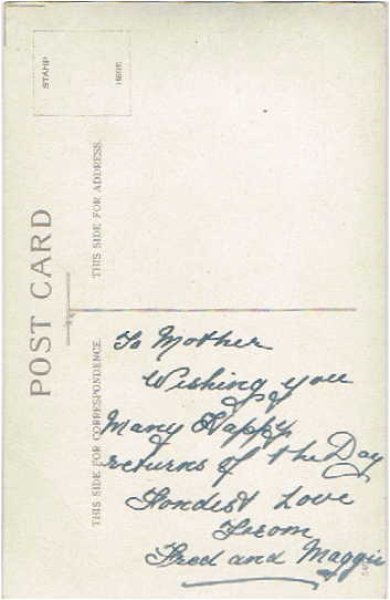 POST CARD
STAMP
HERE
THIS SIDE FOR ADDRESS.
THIS SIDE FOR CORRESPONDENCE.
To Mother
Wishing you
Many Happy
returns of the Day
Fondest Love
From
Fred and Maggie